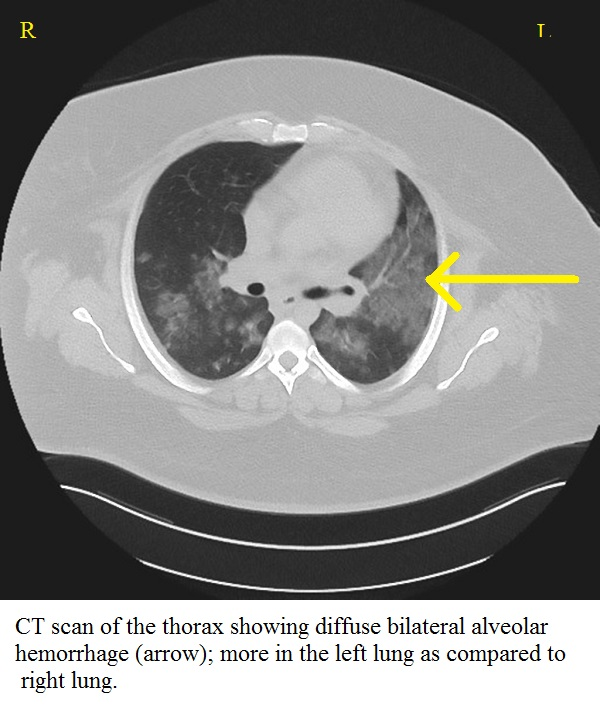 R L.
CT scan of the thorax showing diffuse bilateral alveolar
hemorrhage (arrow); more in the left lung as compared to
right lung.